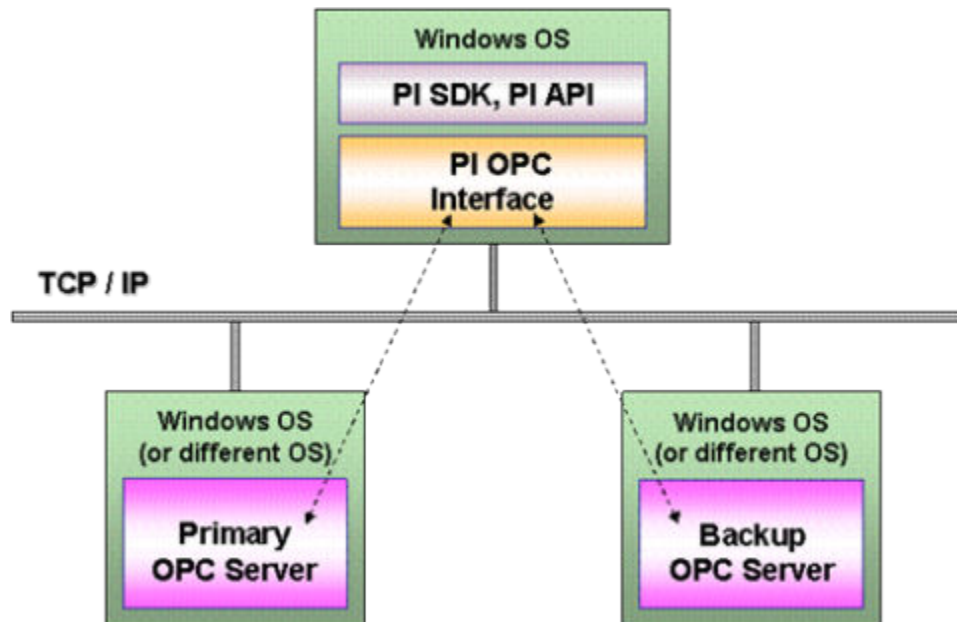 Windows OS
PI SDK, PI API
PI OPC
Interface
TCP / IP
Windows OS
(or different OS)
Primary
OPC Server
Windows OS
(or different OS)
Backup
OPC Server